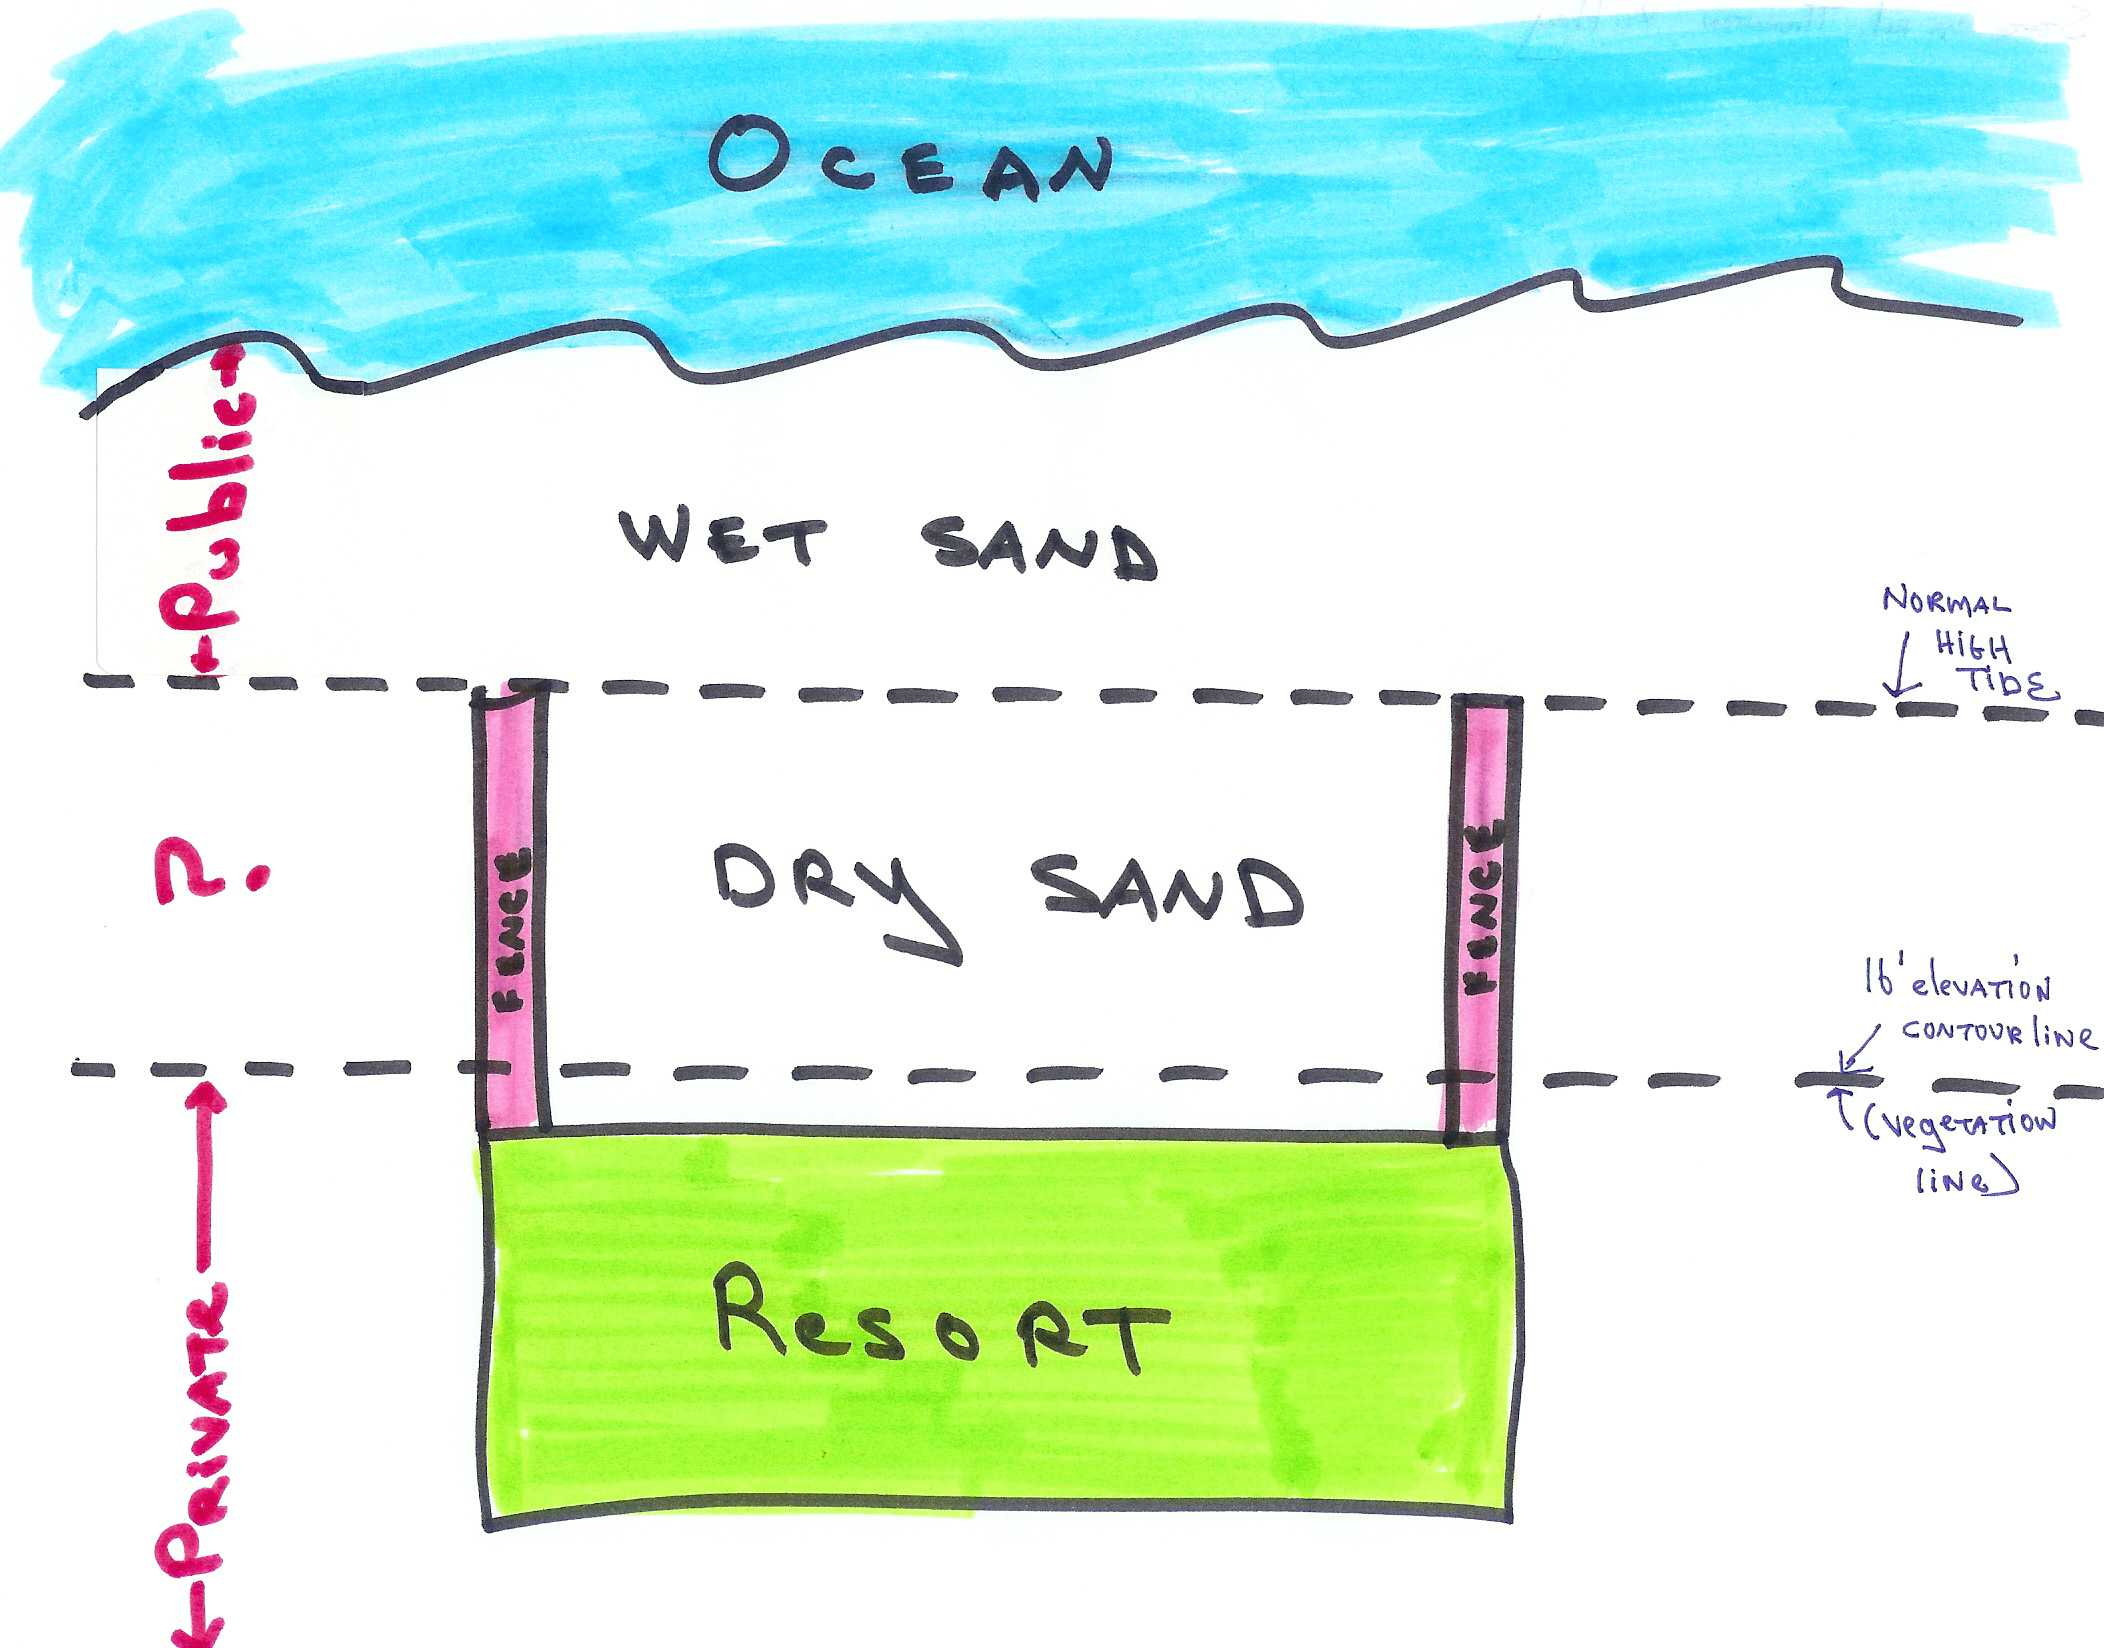 OCEAN
Public
WET SAND
NORMAL
HIGH
TIDE
?
FENCE
DRY SAND
FENCE
16' elevATION
CONTOUR line
(vegeTATION
line)
ResORT
PRivATe